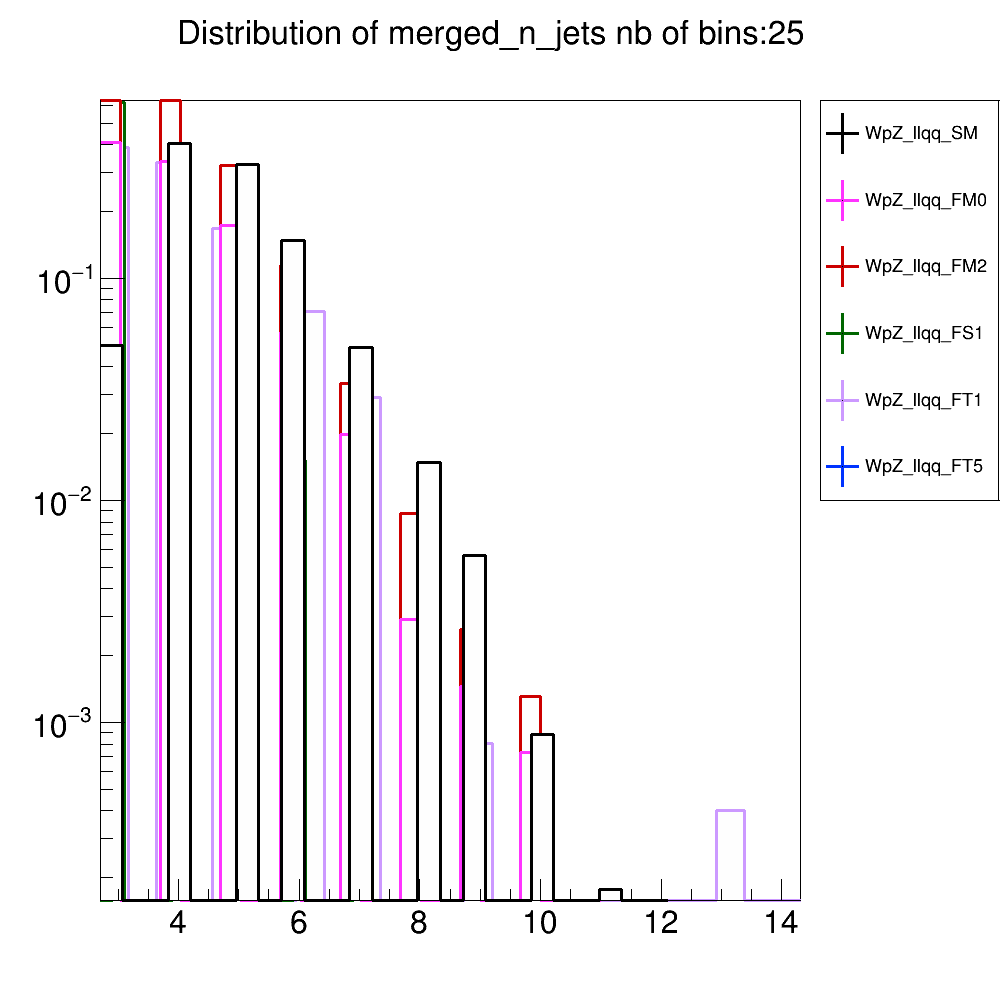 Distribution of merged_n_jets nb of bins:25
WpZ_llqq_SM
WpZ_llqq_FM0
WpZ_llqq_FM2
WpZ_llqq_FS1
WpZ_llqq_FT1
WpZ_llqq_FT5
10⁻¹
10⁻²
10⁻³
4 6 8 10 12 14